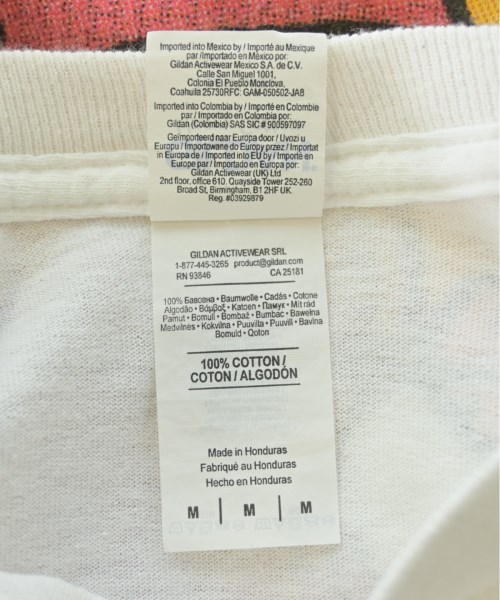 Imported into Mexico by / Importé au Mexique
par / importado en México por:
Gildan Activewear Mexico S.A. de C.V.
Calle San Miguel 1001,
Colonia El Pueblo Monclova,
Coahuila 25730RFC: GAM-050502-JA8
Imported into Colombia by / Importé en Colombie
par / Importado en Colombia por:
Gildan (Colombia) SAS SIC# 900597097
Geïmporteerd naar Europa door / Uvozi u
Europu / Importowane do Europy przez / Importat
in Europa de / Imported into EU by / Importé en
Europe par / Importado en Europa por:
Gildan Activewear (UK) Ltd
2nd floor, office 610. Quayside Tower 252-260
Broad St, Birmingham, B1 2HF UK
Reg. #03929879
GILDAN ACTIVEWEAR SRL
1-877-445-3265 product@gildan.com
RN 93846 CA 25181
100% Бавовна • Baumwolle • Cadás • Cotone
Algodão • Βάμβαξ • Katoen • Памук • Mit rád
Pamut • Bomull • Bombaž • Bumbac • Bawełna
Medvilnės • Kokvilna • Puuvilla • Puuvill • Bavlna
Bomuld • Qoton
100% COTTON /
COTON / ALGODÓN
Made in Honduras
Fabriqué au Honduras
Hecho en Honduras
M | M | M